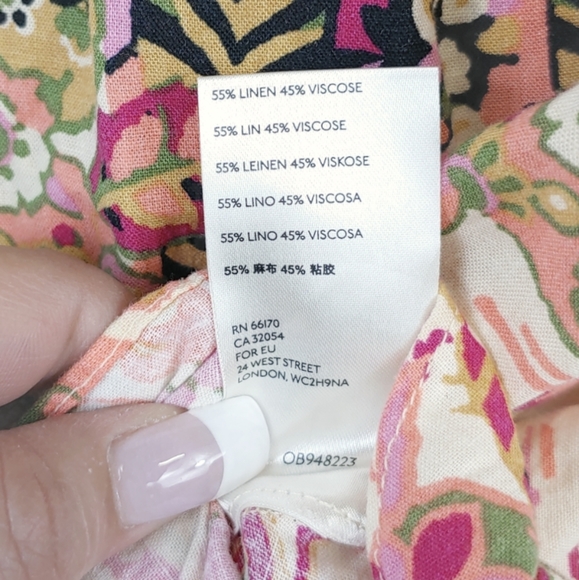 55% LINEN 45% VISCOSE
55% LIN 45% VISCOSE
55% LEINEN 45% VISKOSE
55% LINO 45% VISCOSA
55% LINO 45% VISCOSA
55% 麻布 45% 粘胶
RN 66170
CA 32054
FOR EU
24 WEST STREET
LONDON, WC2H9NA
OB948223